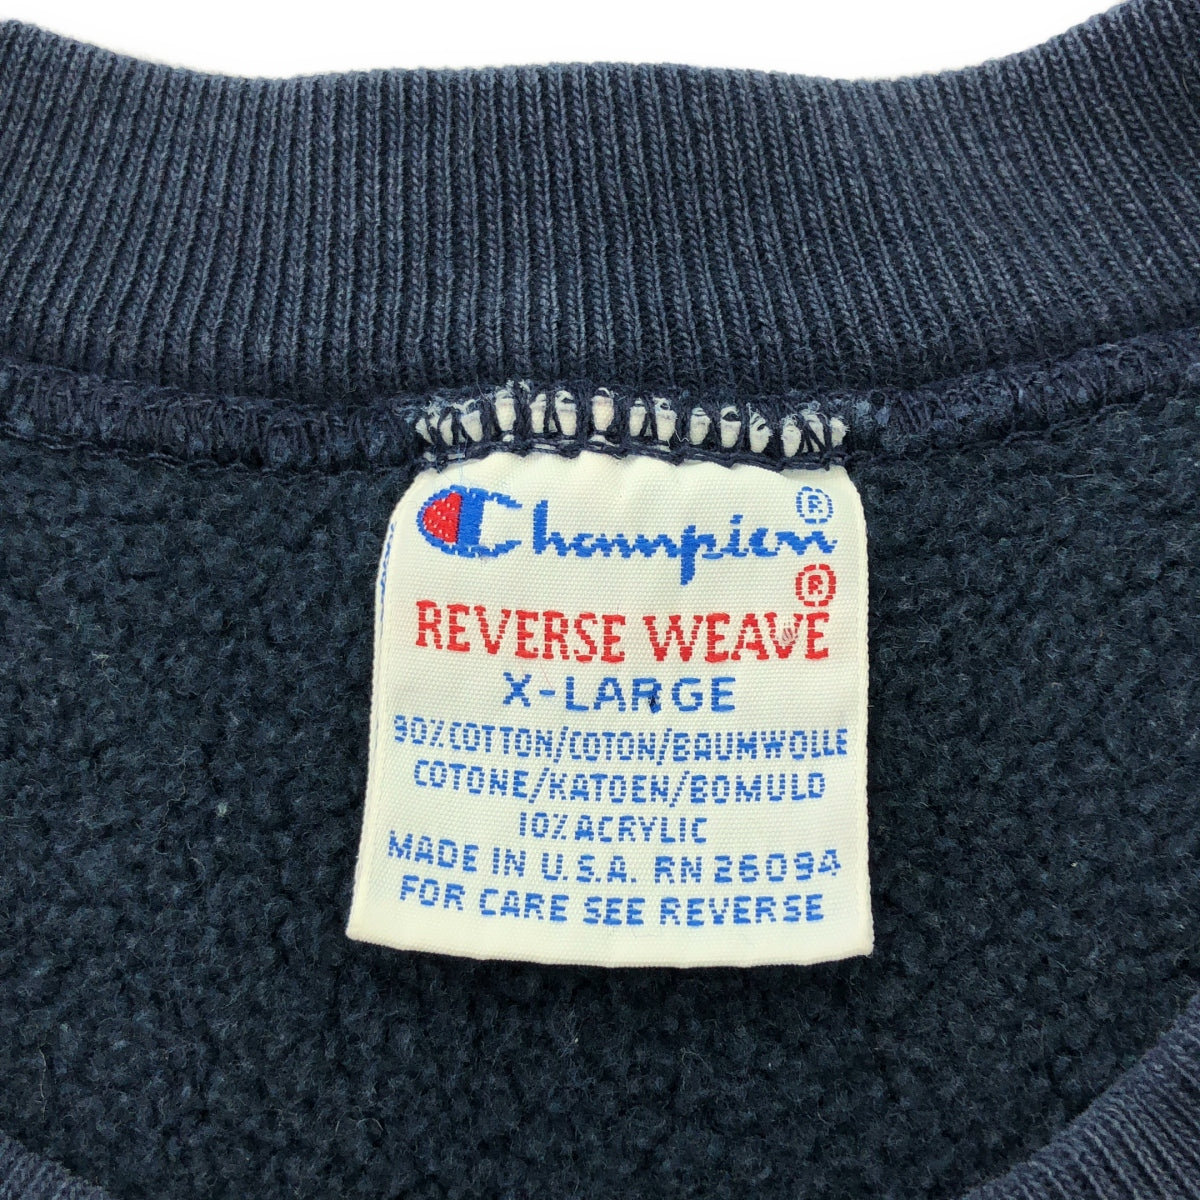 Champion ®
REVERSE WEAVE ®
X-LARGE
90% COTTON/COTON/BAUMWOLLE
COTONE/KATOEN/BOMULD
10% ACRYLIC
MADE IN U.S.A. RN 26094
FOR CARE SEE REVERSE